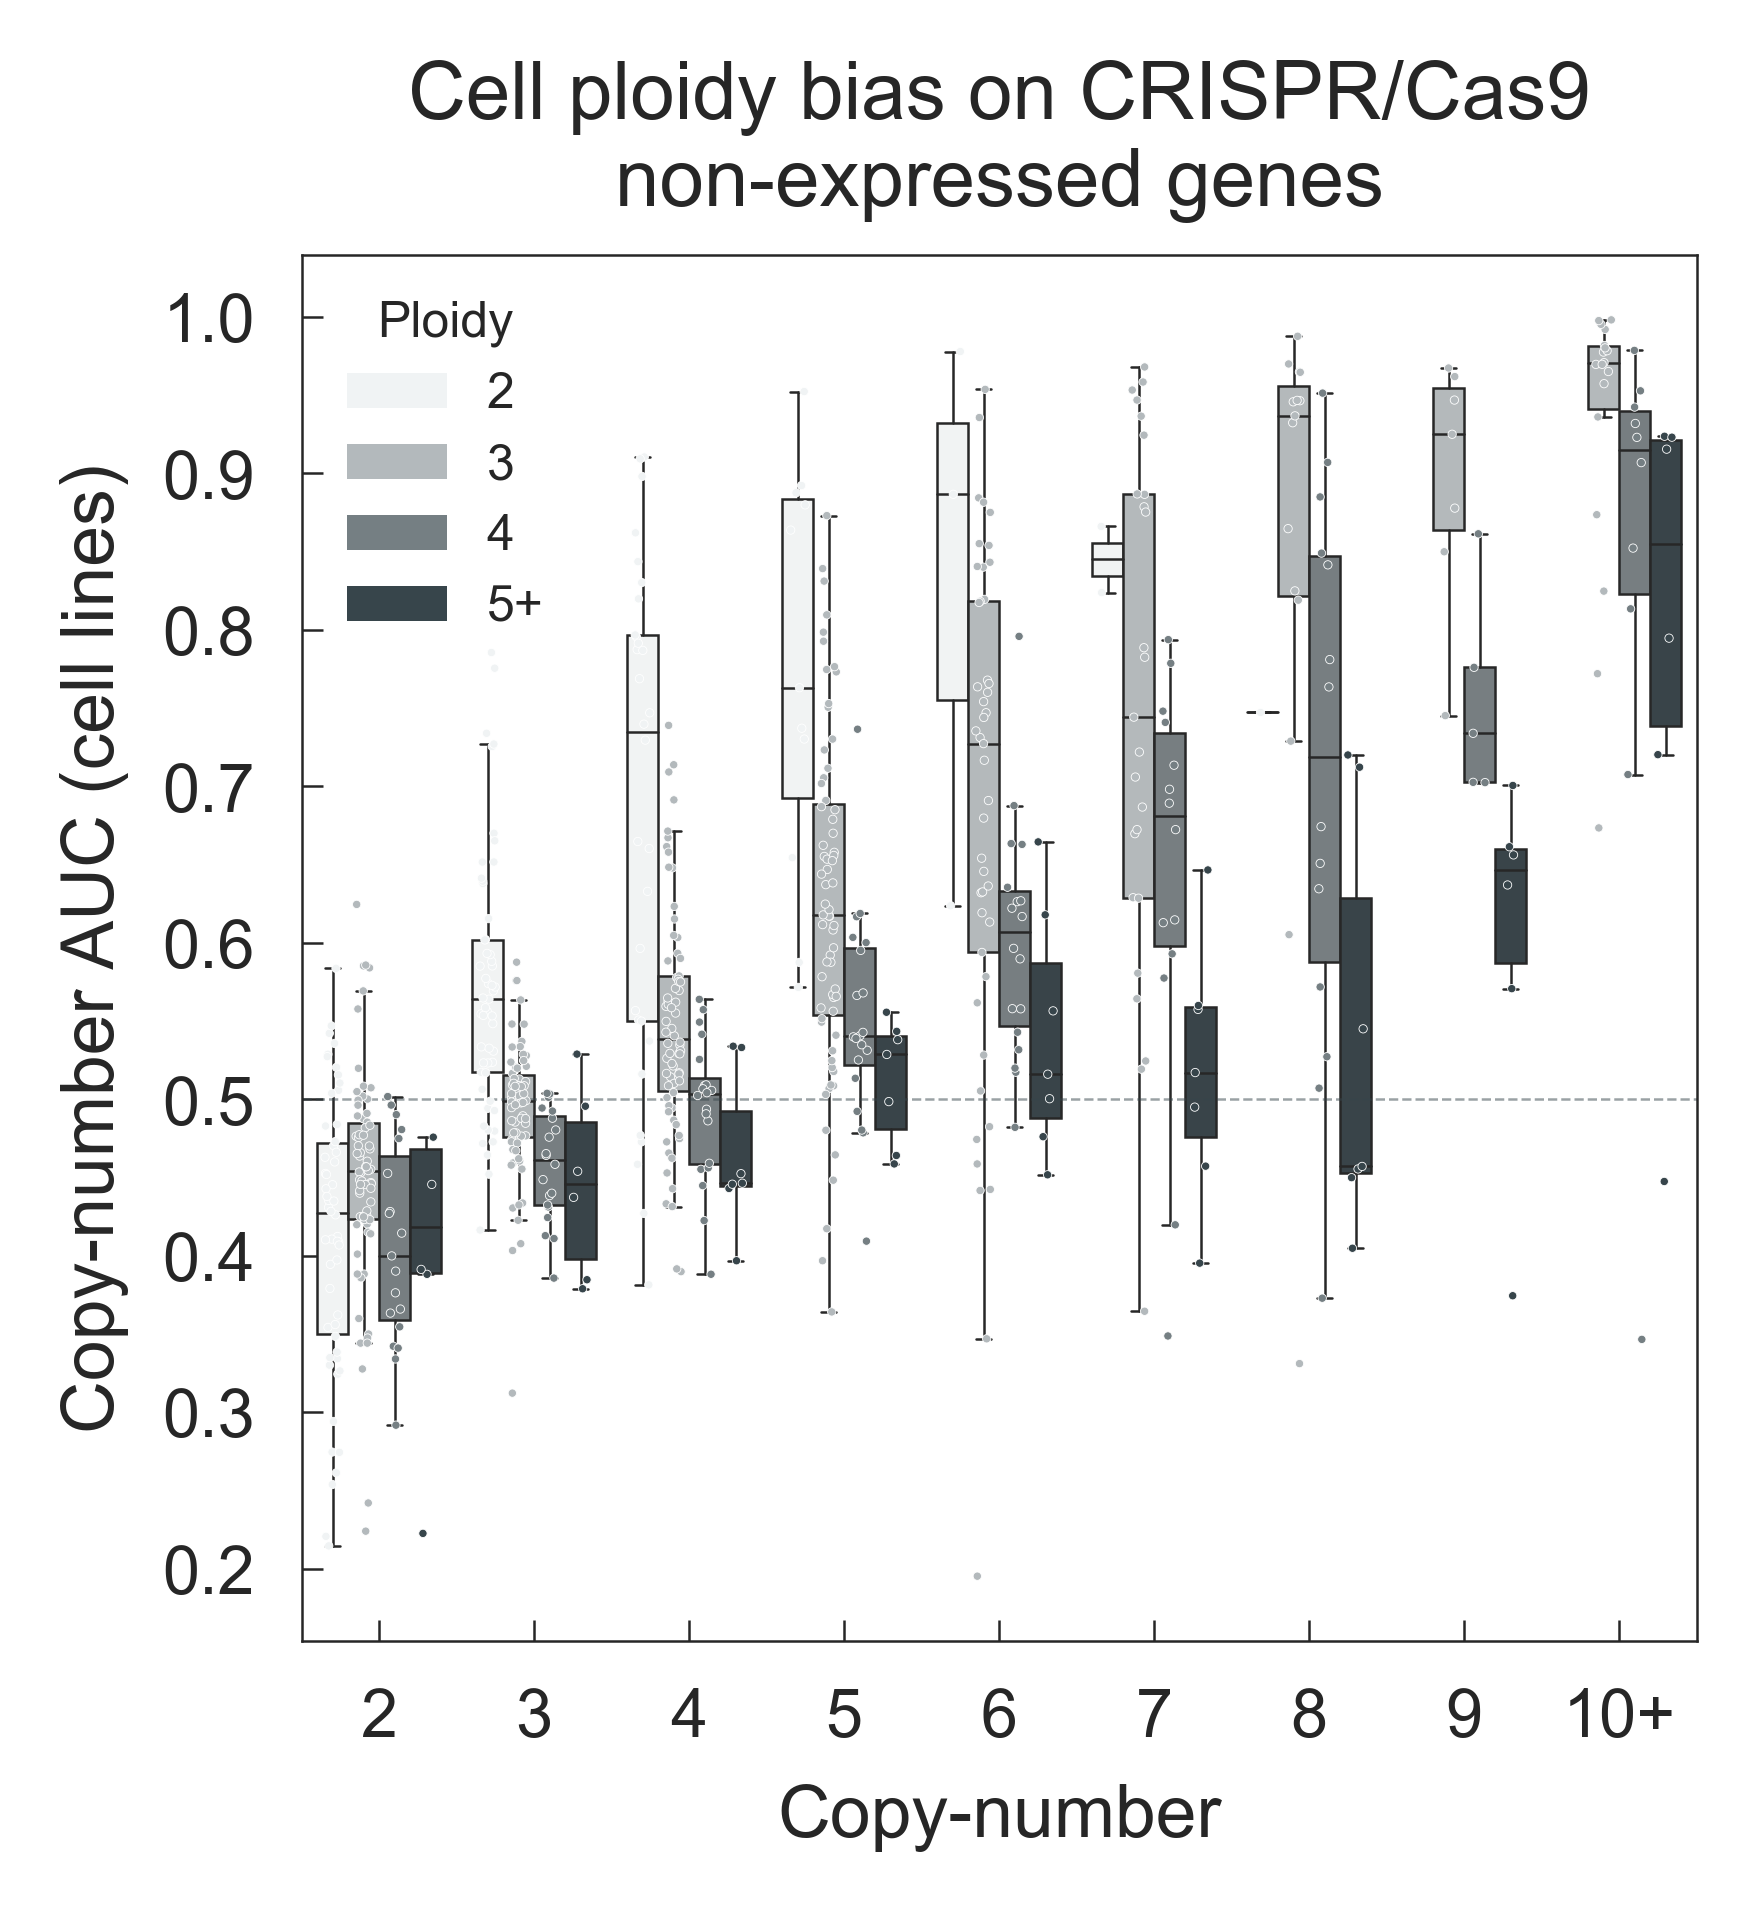 Cell ploidy bias on CRISPR/Cas9
non-expressed genes
Ploidy
2
3
4
5+
1.0
0.9
0.8
0.7
0.6
0.5
0.4
0.3
0.2
Copy-number AUC (cell lines)
2 3 4 5 6 7 8 9 10+
Copy-number